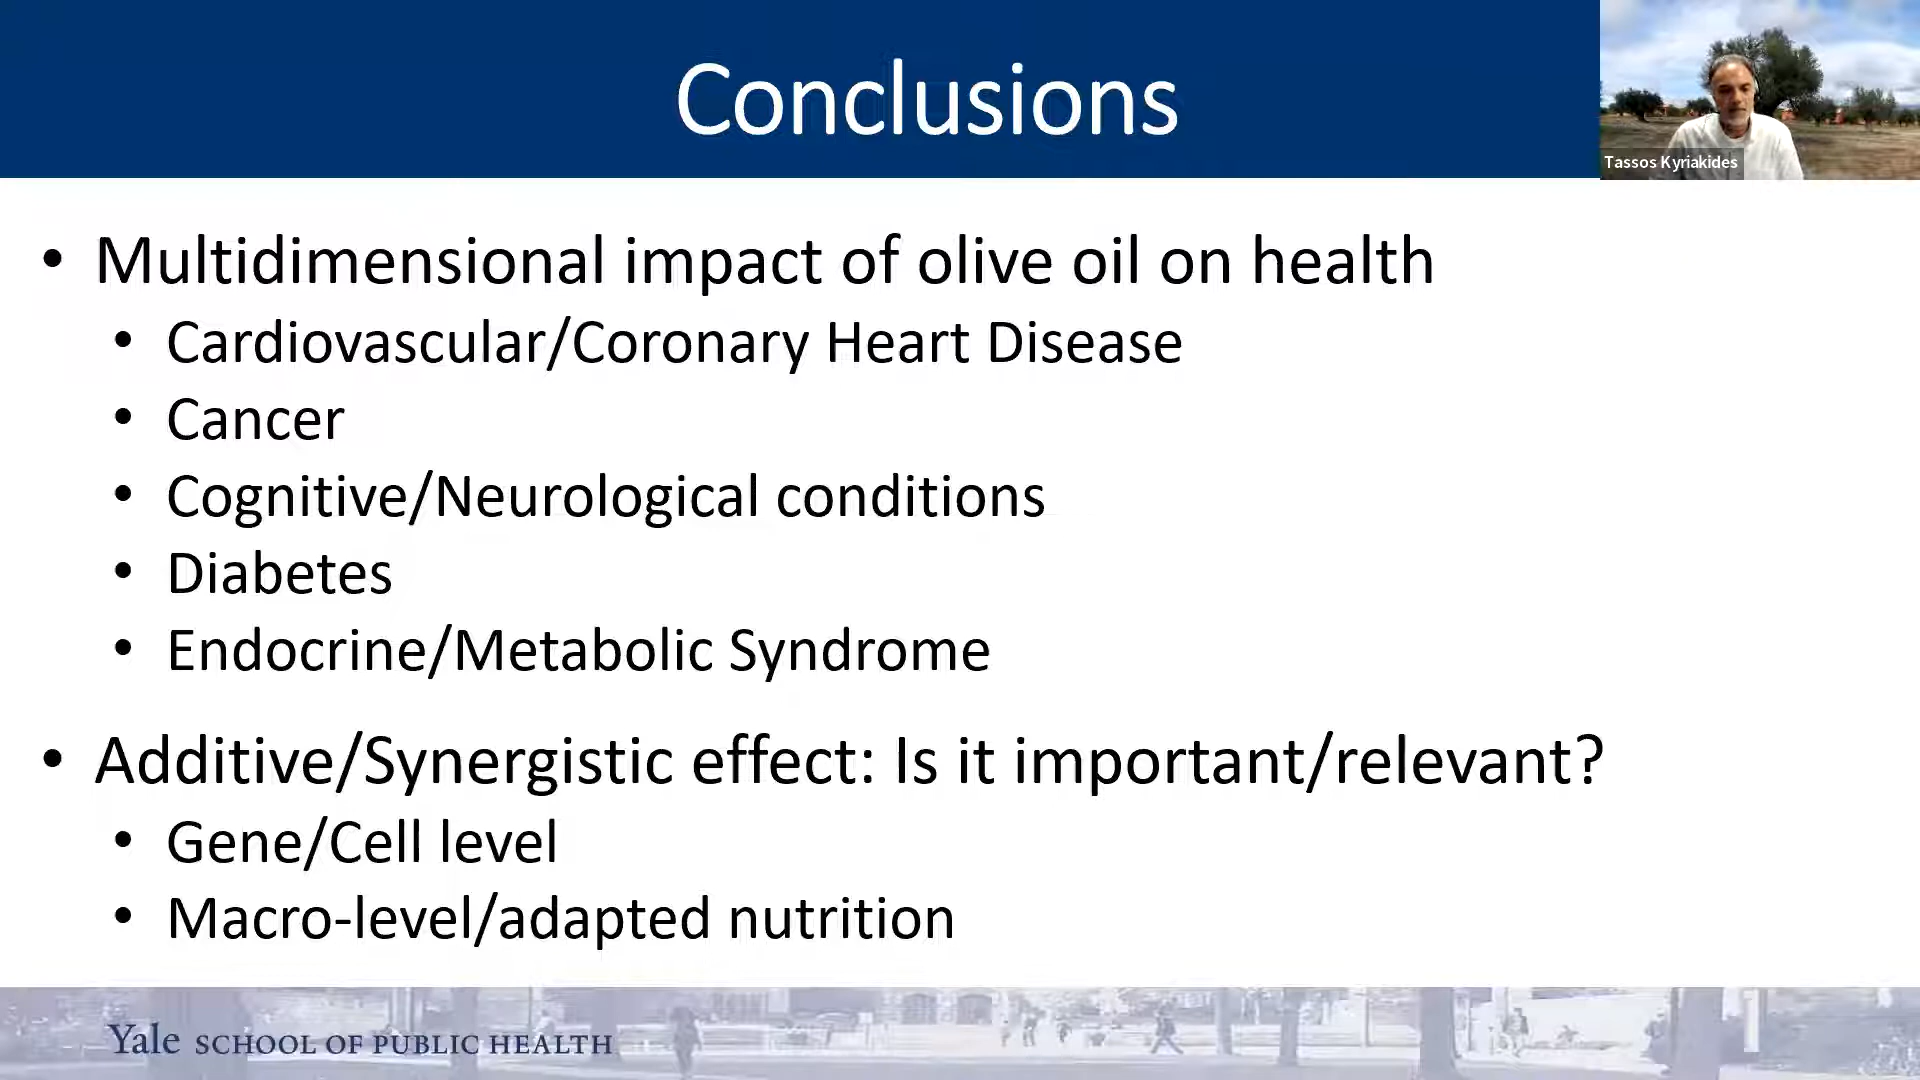 Conclusions
Tassos Kyriakides
• Multidimensional impact of olive oil on health
• Cardiovascular/Coronary Heart Disease
• Cancer
• Cognitive/Neurological conditions
• Diabetes
• Endocrine/Metabolic Syndrome
• Additive/Synergistic effect: Is it important/relevant?
• Gene/Cell level
• Macro-level/adapted nutrition
Yale SCHOOL OF PUBLIC HEALTH